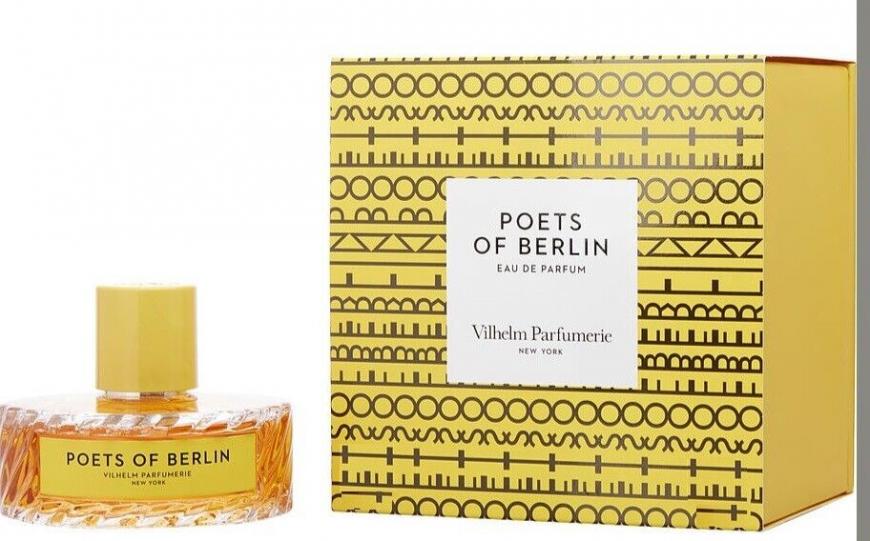 POETS
OF BERLIN
EAU DE PARFUM
Vilhelm Parfumerie
NEW YORK
POETS OF BERLIN
VILHELM PARFUMERIE
NEW YORK